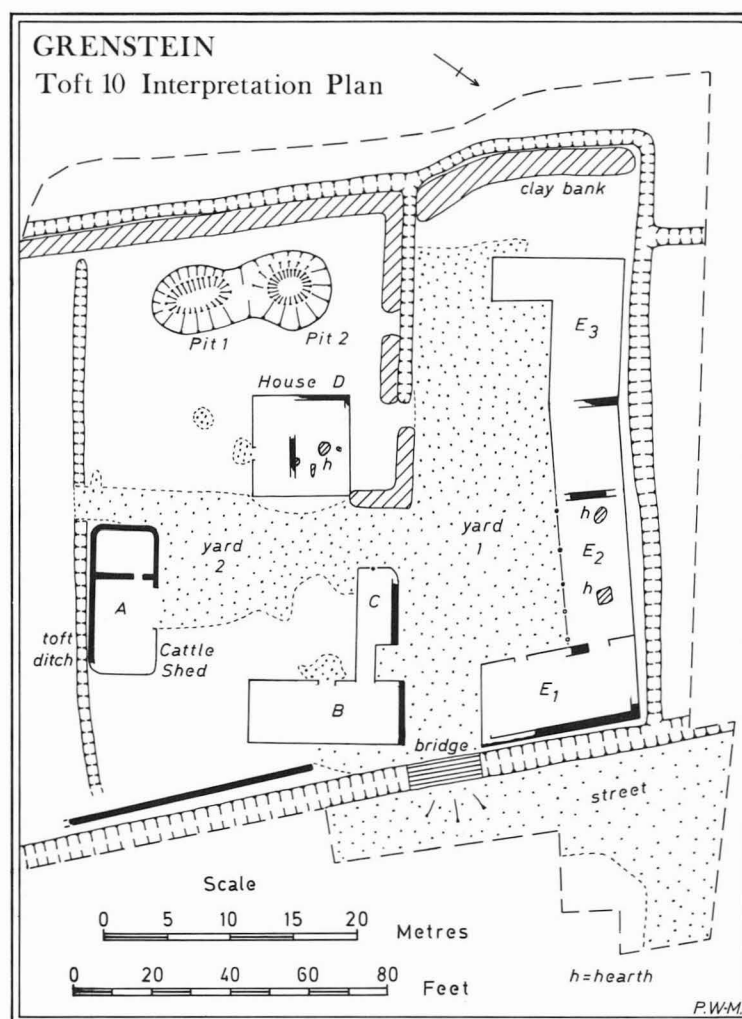 GRENSTEIN
Toft 10 Interpretation Plan
clay bank
Pit 1
Pit 2
E3
House D
h
yard 1
h
E2
h
yard 2
A
C
toft ditch
Cattle Shed
E1
B
bridge
street
Scale
0 5 10 15 20
Metres
0 20 40 60 80
Feet
h=hearth
P.W-M.